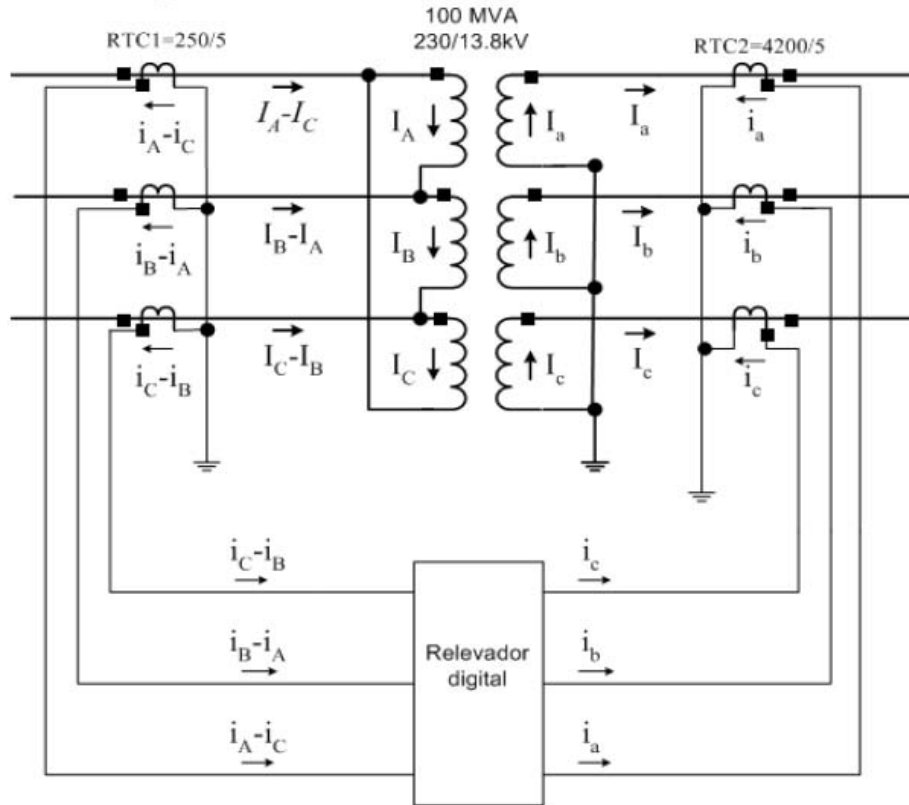 100 MVA
230/13.8kV
RTC1=250/5
RTC2=4200/5
I_A-I_C
I_A
I_a
I_a
i_A-i_C
i_a
I_B-I_A
I_B
I_b
I_b
i_B-i_A
i_b
I_C-I_B
I_C
I_c
I_c
i_C-i_B
i_c
i_C-i_B
i_c
i_B-i_A
Relevador
digital
i_b
i_A-i_C
i_a